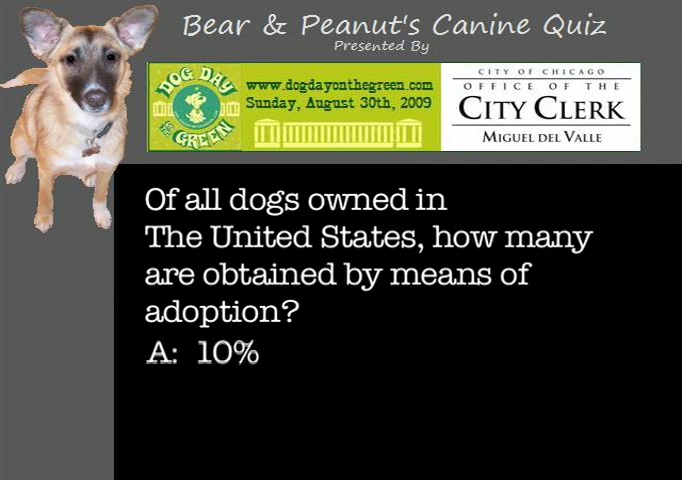 Bear & Peanut's Canine Quiz
Presented By
DOG DAY
GREEN
www.dogdayonthegreen.com
Sunday, August 30th, 2009
CITY OF CHICAGO
OFFICE OF THE
CITY CLERK
MIGUEL DEL VALLE
Of all dogs owned in
The United States, how many
are obtained by means of
adoption?
A: 10%